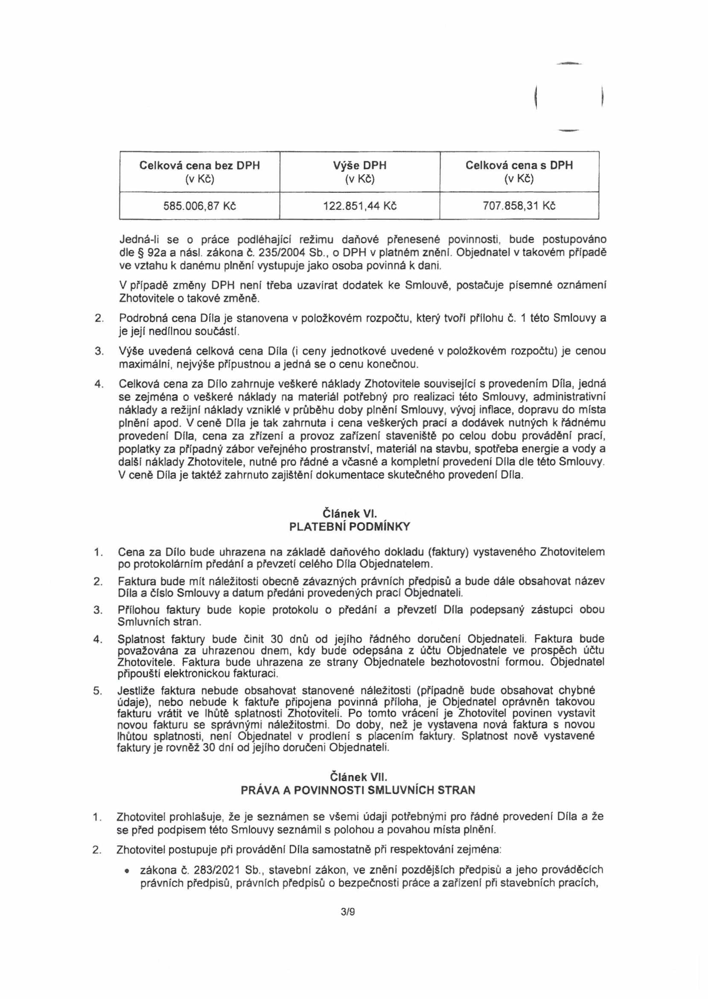 Celková cena bez DPH
(v Kč)
Výše DPH
(v Kč)
Celková cena s DPH
(v Kč)
585.006,87 Kč
122.851,44 Kč
707.858,31 Kč
Jedná-li se o práce podléhající režimu daňové přenesené povinnosti, bude postupováno
dle § 92a a násl. zákona č. 235/2004 Sb., o DPH v platném znění. Objednatel v takovém případě
ve vztahu k danému plnění vystupuje jako osoba povinná k dani.
V případě změny DPH není třeba uzavírat dodatek ke Smlouvě, postačuje písemné oznámení
Zhotovitele o takové změně.
2. Podrobná cena Díla je stanovena v položkovém rozpočtu, který tvoří přílohu č. 1 této Smlouvy a
je její nedílnou součástí.
3. Výše uvedená celková cena Díla (i ceny jednotkové uvedené v položkovém rozpočtu) je cenou
maximální, nejvýše přípustnou a jedná se o cenu konečnou.
4. Celková cena za Dílo zahrnuje veškeré náklady Zhotovitele související s provedením Díla, jedná
se zejména o veškeré náklady na materiál potřebný pro realizaci této Smlouvy, administrativní
náklady a režijní náklady vzniklé v průběhu doby plnění Smlouvy, vývoj inflace, dopravu do místa
plnění apod. V ceně Díla je tak zahrnuta i cena veškerých prací a dodávek nutných k řádnému
provedení Díla, cena za zřízení a provoz zařízení staveniště po celou dobu provádění prací,
poplatky za případný zábor veřejného prostranství, materiál na stavbu, spotřeba energie a vody a
další náklady Zhotovitele, nutné pro řádné a včasné a kompletní provedení Díla dle této Smlouvy.
V ceně Díla je taktéž zahrnuto zajištění dokumentace skutečného provedení Díla.
Článek VI.
PLATEBNÍ PODMÍNKY
1. Cena za Dílo bude uhrazena na základě daňového dokladu (faktury) vystaveného Zhotovitelem
po protokolárním předání a převzetí celého Díla Objednatelem.
2. Faktura bude mít náležitosti obecně závazných právních předpisů a bude dále obsahovat název
Díla a číslo Smlouvy a datum předáni provedených prací Objednateli.
3. Přílohou faktury bude kopie protokolu o předání a převzetí Díla podepsaný zástupci obou
Smluvních stran.
4. Splatnost faktury bude činit 30 dnů od jejího řádného doručení Objednateli. Faktura bude
považována za uhrazenou dnem, kdy bude odepsána z účtu Objednatele ve prospěch účtu
Zhotovitele. Faktura bude uhrazena ze strany Objednatele bezhotovostní formou. Objednatel
připouští elektronickou fakturaci.
5. Jestliže faktura nebude obsahovat stanovené náležitosti (případně bude obsahovat chybné
údaje), nebo nebude k faktuře připojena povinná příloha, je Objednatel oprávněn takovou
fakturu vrátit ve lhůtě splatnosti Zhotoviteli. Po tomto vrácení je Zhotovitel povinen vystavit
novou fakturu se správnými náležitostmi. Do doby, než je vystavena nová faktura s novou
lhůtou splatnosti, není Objednatel v prodlení s placením faktury. Splatnost nově vystavené
faktury je rovněž 30 dní od jejího doručeni Objednateli.
Článek VII.
PRÁVA A POVINNOSTI SMLUVNÍCH STRAN
1. Zhotovitel prohlašuje, že je seznámen se všemi údaji potřebnými pro řádné provedení Díla a že
se před podpisem této Smlouvy seznámil s polohou a povahou místa plnění.
2. Zhotovitel postupuje při provádění Díla samostatně při respektování zejména:
• zákona č. 283/2021 Sb., stavební zákon, ve znění pozdějších předpisů a jeho prováděcích
právních předpisů, právních předpisů o bezpečnosti práce a zařízení při stavebních pracích,
3/9